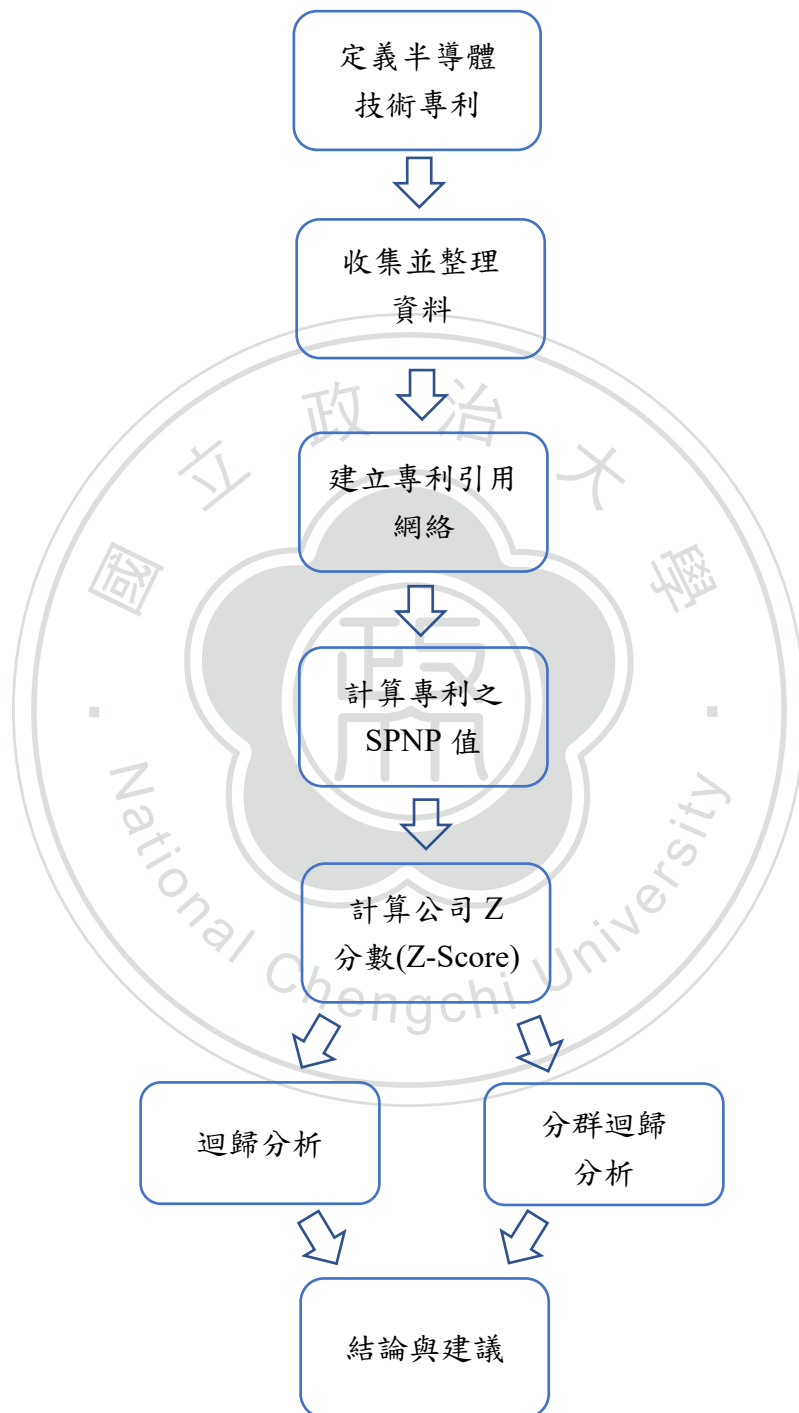 定義半導體
技術專利
收集並整理
資料
建立專利引用
網絡
計算專利之
SPNP 值
計算公司 Z
分數(Z-Score)
迴歸分析
分群迴歸
分析
結論與建議
國立政治大學
政
National Chengchi University